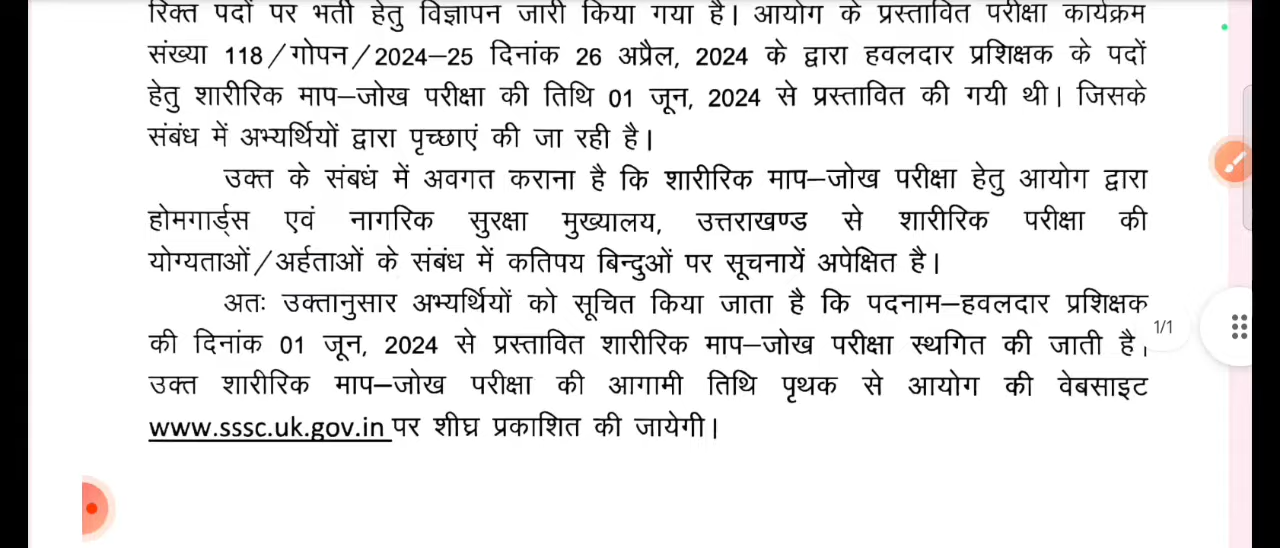 रिक्त पदों पर भर्ती हेतु विज्ञापन जारी किया गया है। आयोग के प्रस्तावित परीक्षा कार्यक्रम
संख्या 118/गोपन/2024–25 दिनांक 26 अप्रैल, 2024 के द्वारा हवलदार प्रशिक्षक के पदों
हेतु शारीरिक माप–जोख परीक्षा की तिथि 01 जून, 2024 से प्रस्तावित की गयी थी। जिसके
संबंध में अभ्यर्थियों द्वारा पृच्छाएं की जा रही है।
उक्त के संबधं में अवगत कराना है कि शारीरिक माप–जोख परीक्षा हेतु आयोग द्वारा
होमगार्ड्स एवं नागरिक सुरक्षा मुख्यालय, उत्तराखण्ड से शारीरिक परीक्षा की
योग्यताओं/अर्हताओं के संबंध में कतिपय बिन्दुओं पर सूचनायें अपेक्षित है।
अतः उक्तानुसार अभ्यर्थियों को सूचित किया जाता है कि पदनाम–हवलदार प्रशिक्षक
की दिनांक 01 जून, 2024 से प्रस्तावित शारीरिक माप–जोख परीक्षा स्थगित की जाती है।
1/1
उक्त शारीरिक माप–जोख परीक्षा की आगामी तिथि पृथक से आयोग की वेबसाइट
www.sssc.uk.gov.in पर शीघ्र प्रकाशित की जायेगी।